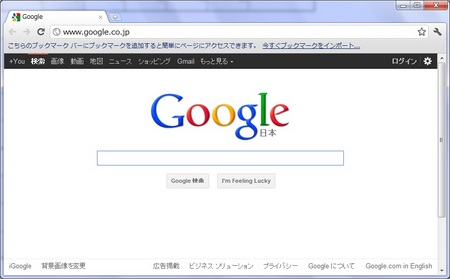 Google
www.google.co.jp
こちらのブックマーク バーにブックマークを追加すると簡単にページにアクセスできます。 今すぐブックマークをインポート...
+You 検索 画像 動画 地図 ニュース ショッピング Gmail もっと見る ログイン
Google
日本
Google 検索 I'm Feeling Lucky
iGoogle 背景画像を変更 広告掲載 ビジネス ソリューション プライバシー Google について Google.com in English